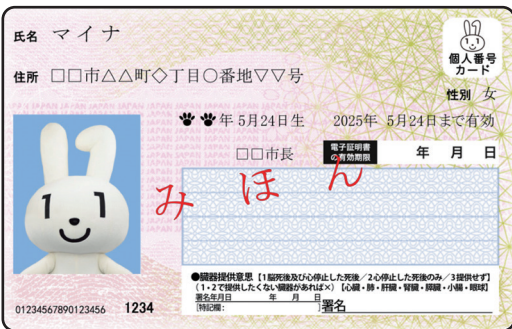 氏名 マイナ
個人番号
カード
住所 □□市△△町◇丁目○番地▽▽号
性別 女
年5月24日生 2025年 5月24日まで有効
□□市長 電子証明書の有効期限 年 月 日
みほん
●臓器提供意思【1脳死後及び心停止した死後／2心停止した死後のみ／3提供せず】
(1・2で提供したくない臓器があれば×)【心臓・肺・肝臓・腎臓・膵臓・小腸・眼球】
署名年月日 年 月 日
[特記欄: ]署名
01234567890123456 1234